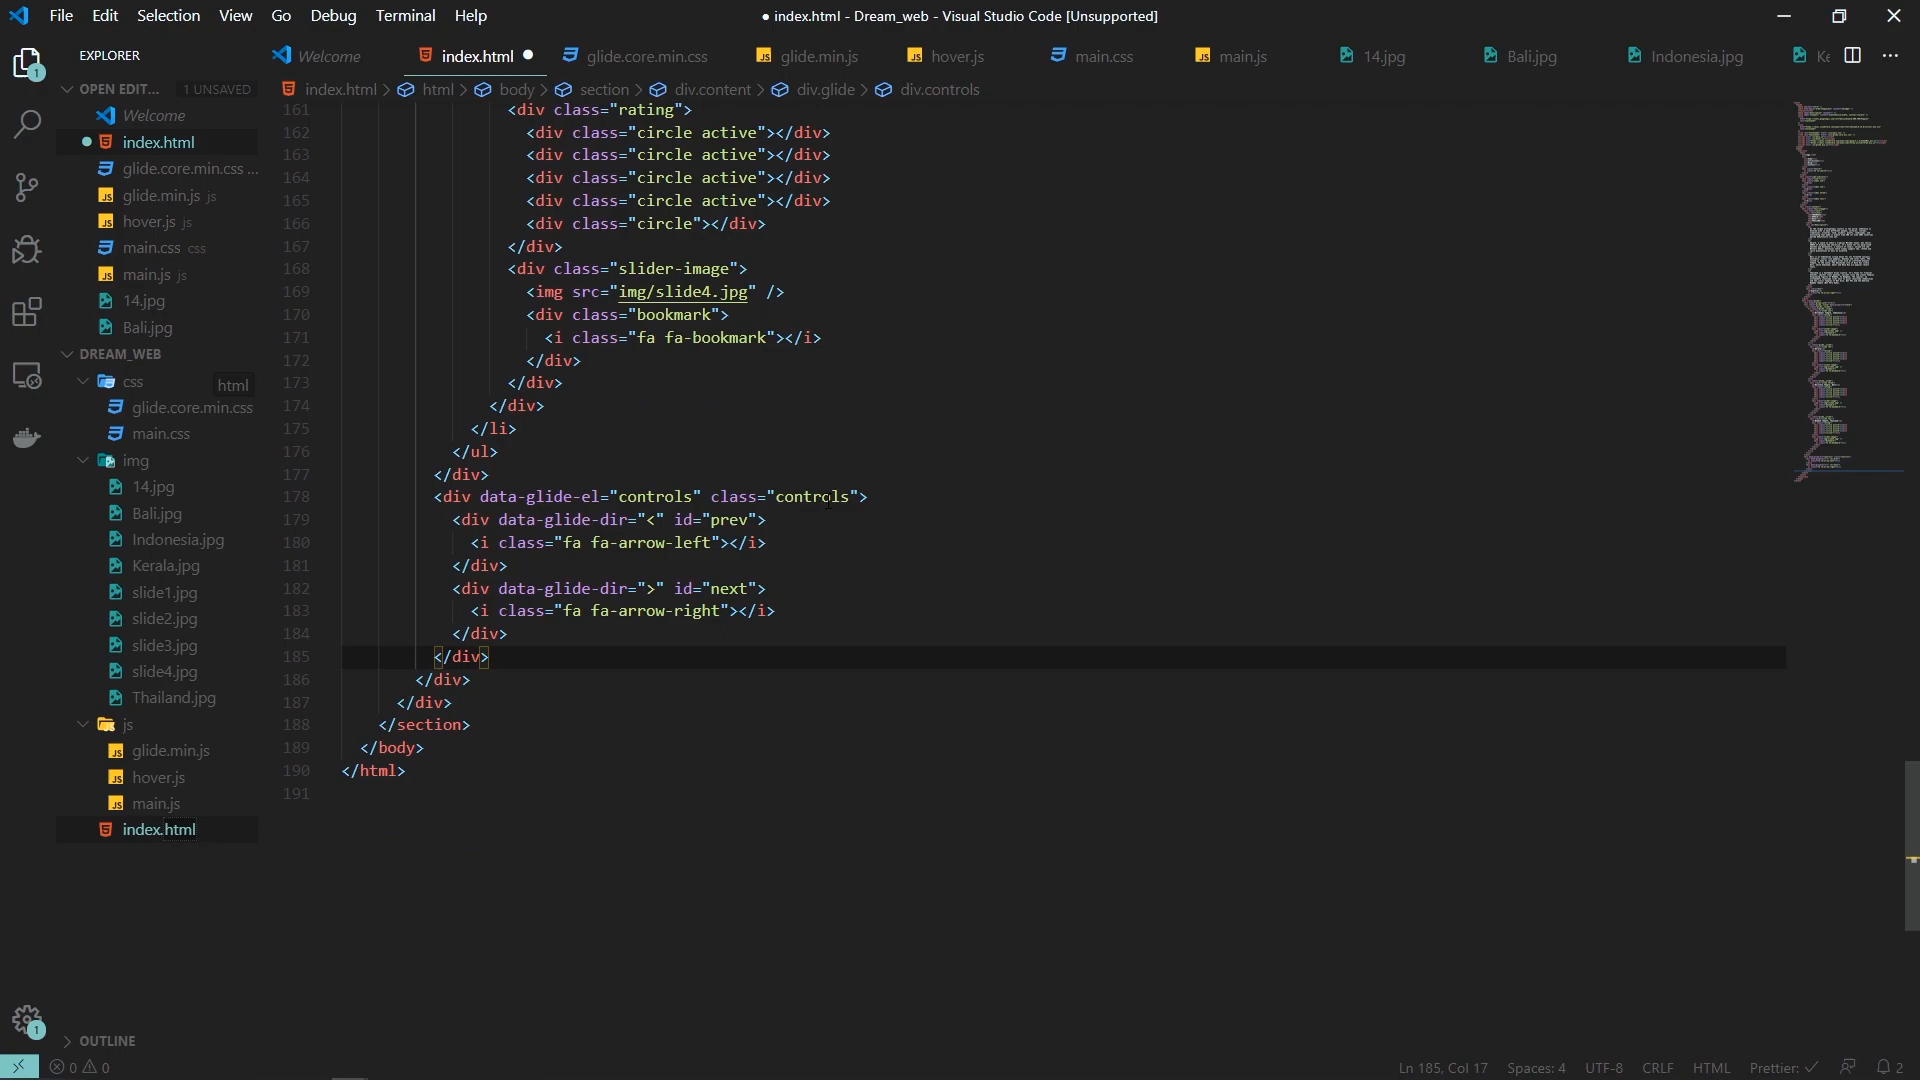 File Edit Selection View Go Debug Terminal Help
● index.html - Dream_web - Visual Studio Code [Unsupported]
EXPLORER
Welcome
index.html
glide.core.min.css
glide.min.js
hover.js
main.css
main.js
14.jpg
Bali.jpg
Indonesia.jpg
Ke
index.html > html > body > section > div.content > div.glide > div.controls
OPEN EDIT... 1 UNSAVED
Welcome
index.html
glide.core.min.css ...
glide.min.js js
hover.js js
main.css css
main.js js
14.jpg
Bali.jpg
DREAM_WEB
css
html
glide.core.min.css
main.css
img
14.jpg
Bali.jpg
Indonesia.jpg
Kerala.jpg
slide1.jpg
slide2.jpg
slide3.jpg
slide4.jpg
Thailand.jpg
js
glide.min.js
hover.js
main.js
index.html
OUTLINE
161 <div class="rating">
162 <div class="circle active"></div>
163 <div class="circle active"></div>
164 <div class="circle active"></div>
165 <div class="circle active"></div>
166 <div class="circle"></div>
167 </div>
168 <div class="slider-image">
169 <img src="img/slide4.jpg" />
170 <div class="bookmark">
171 <i class="fa fa-bookmark"></i>
172 </div>
173 </div>
174 </div>
175 </li>
176 </ul>
177 </div>
178 <div data-glide-el="controls" class="controls">
179 <div data-glide-dir="<" id="prev">
180 <i class="fa fa-arrow-left"></i>
181 </div>
182 <div data-glide-dir=">" id="next">
183 <i class="fa fa-arrow-right"></i>
184 </div>
185 </div>
186 </div>
187 </div>
188 </section>
189 </body>
190 </html>
191
1
1
0 0
Ln 185, Col 17 Spaces: 4 UTF-8 CRLF HTML Prettier: ✓ 2